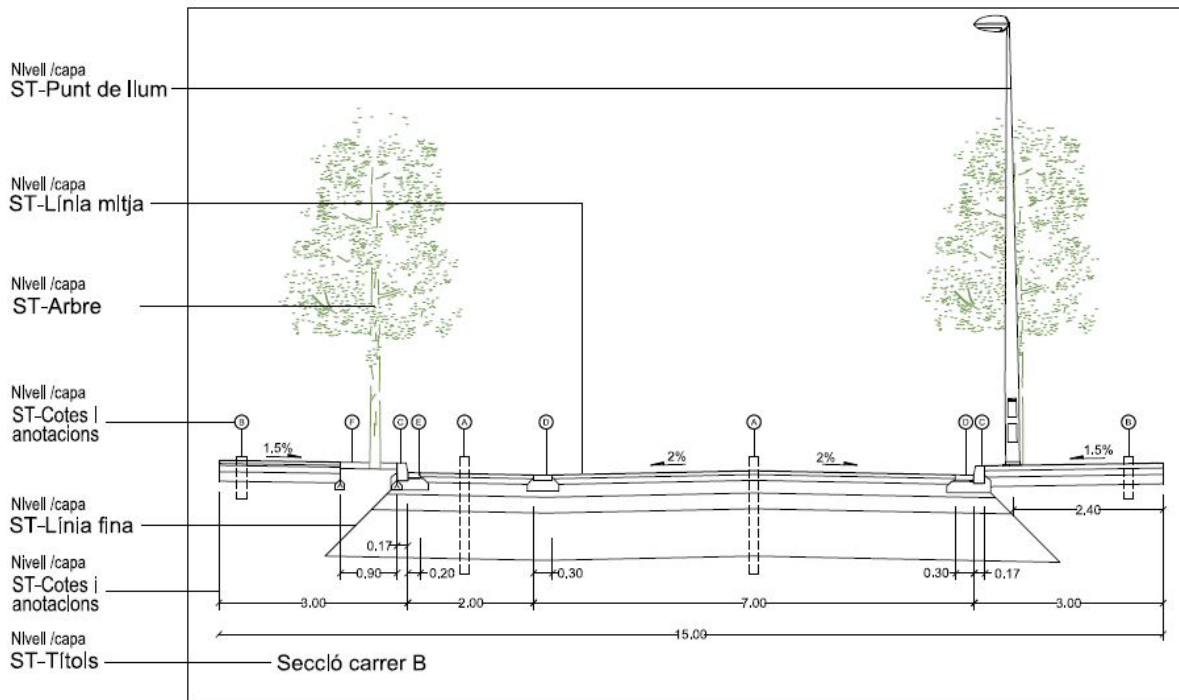 Nivell /capa
ST-Punt de llum
Nivell /capa
ST-Línia mitja
Nivell /capa
ST-Arbre
Nivell /capa
ST-Cotes i
anotacions
B F C E A D A D C B
1.5% 2% 2% 1.5%
A A
Nivell /capa
ST-Línia fina
2.40
0.17
Nivell /capa
ST-Cotes i
anotacions
0.90 0.20 0.30 0.30 0.17
3.00 2.00 7.00 3.00
15.00
Nivell /capa
ST-Títols
Secció carrer B